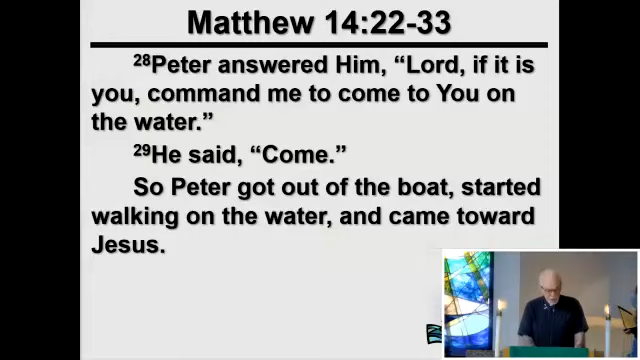 Matthew 14:22-33
28Peter answered Him, “Lord, if it is
you, command me to come to You on
the water.”
29He said, “Come.”
So Peter got out of the boat, started
walking on the water, and came toward
Jesus.